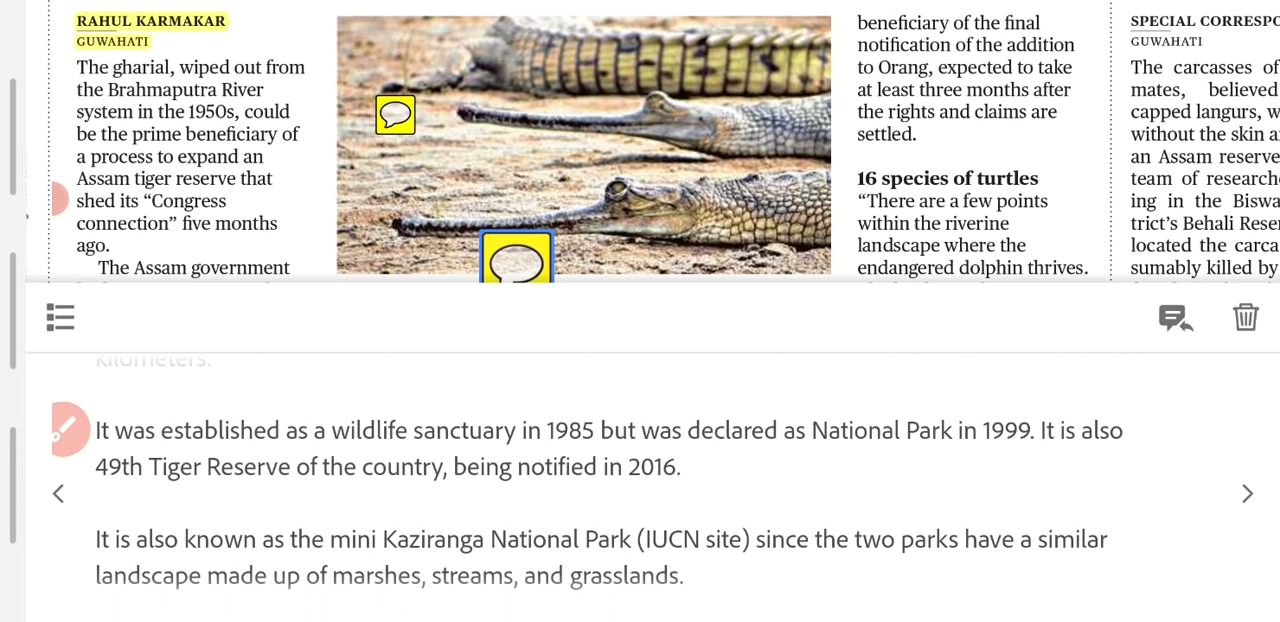 RAHUL KARMAKAR
GUWAHATI
The gharial, wiped out from
the Brahmaputra River
system in the 1950s, could
be the prime beneficiary of
a process to expand an
Assam tiger reserve that
shed its “Congress
connection” five months
ago.
The Assam government
beneficiary of the final
notification of the addition
to Orang, expected to take
at least three months after
the rights and claims are
settled.
16 species of turtles
“There are a few points
within the riverine
landscape where the
endangered dolphin thrives.
SPECIAL CORRESPO
GUWAHATI
The carcasses of
mates, believed
capped langurs, w
without the skin a
an Assam reserve
team of research
ing in the Biswa
trict’s Behali Rese
located the carca
sumably killed by
kilometers.
It was established as a wildlife sanctuary in 1985 but was declared as National Park in 1999. It is also
49th Tiger Reserve of the country, being notified in 2016.
It is also known as the mini Kaziranga National Park (IUCN site) since the two parks have a similar
landscape made up of marshes, streams, and grasslands.